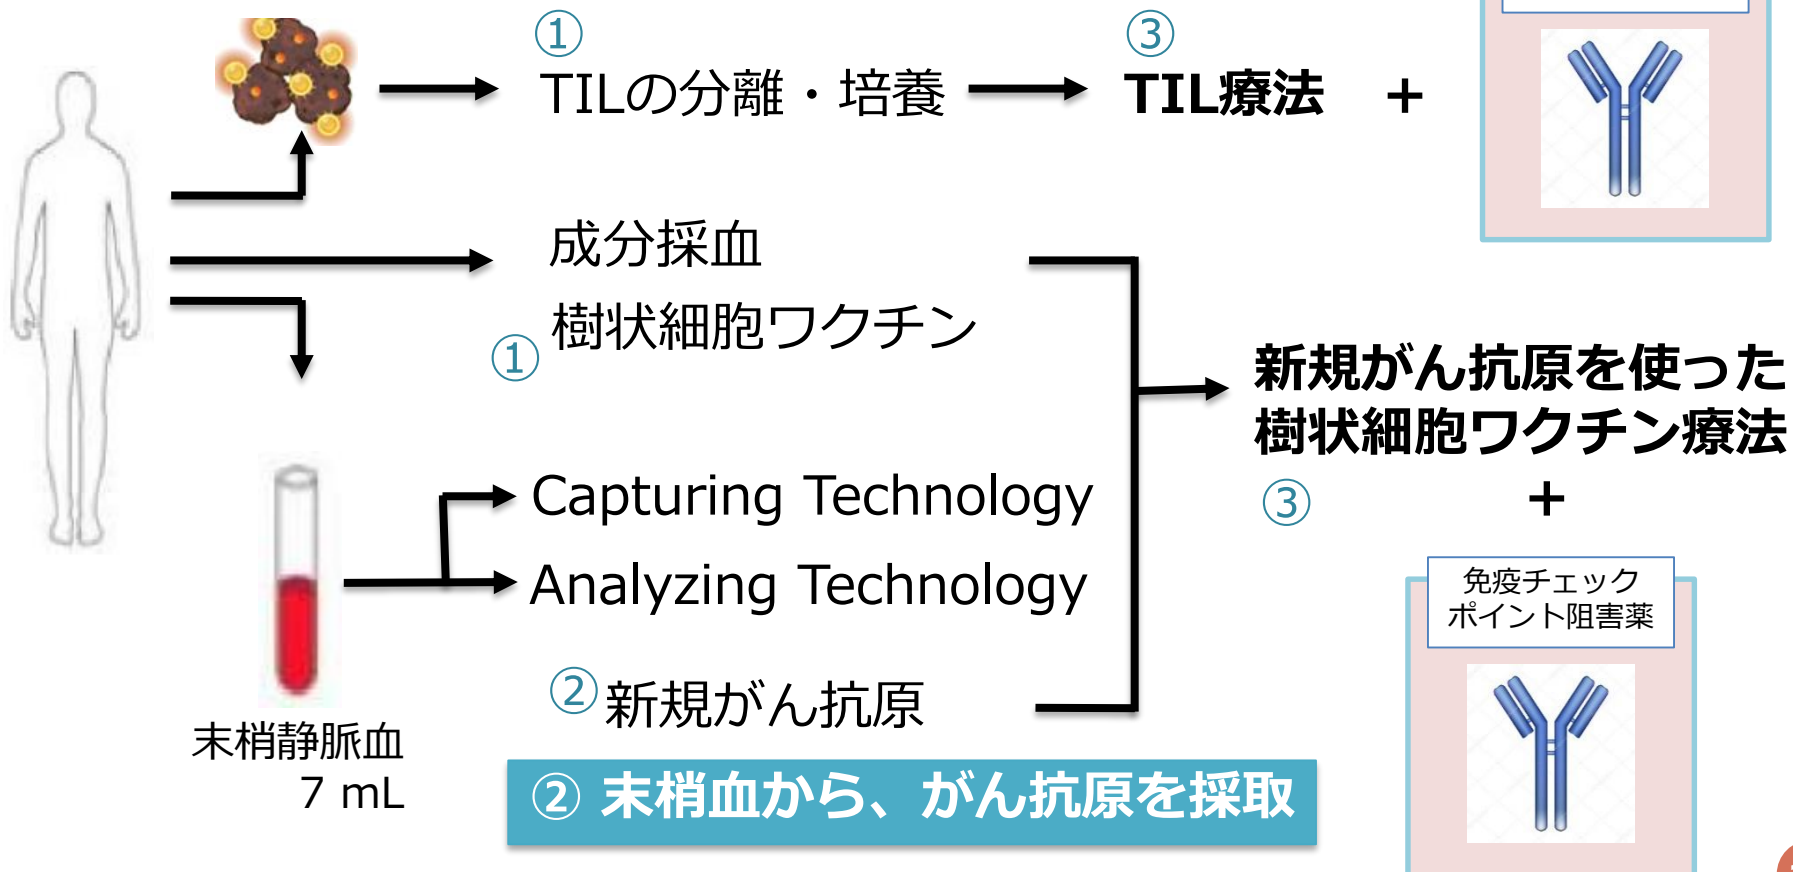 ①
TILの分離・培養
③
TIL療法 +
成分採血
樹状細胞ワクチン
①
新規がん抗原を使った
樹状細胞ワクチン療法
③
+
Capturing Technology
Analyzing Technology
免疫チェック
ポイント阻害薬
② 新規がん抗原
末梢静脈血
7 mL
② 末梢血から、がん抗原を採取